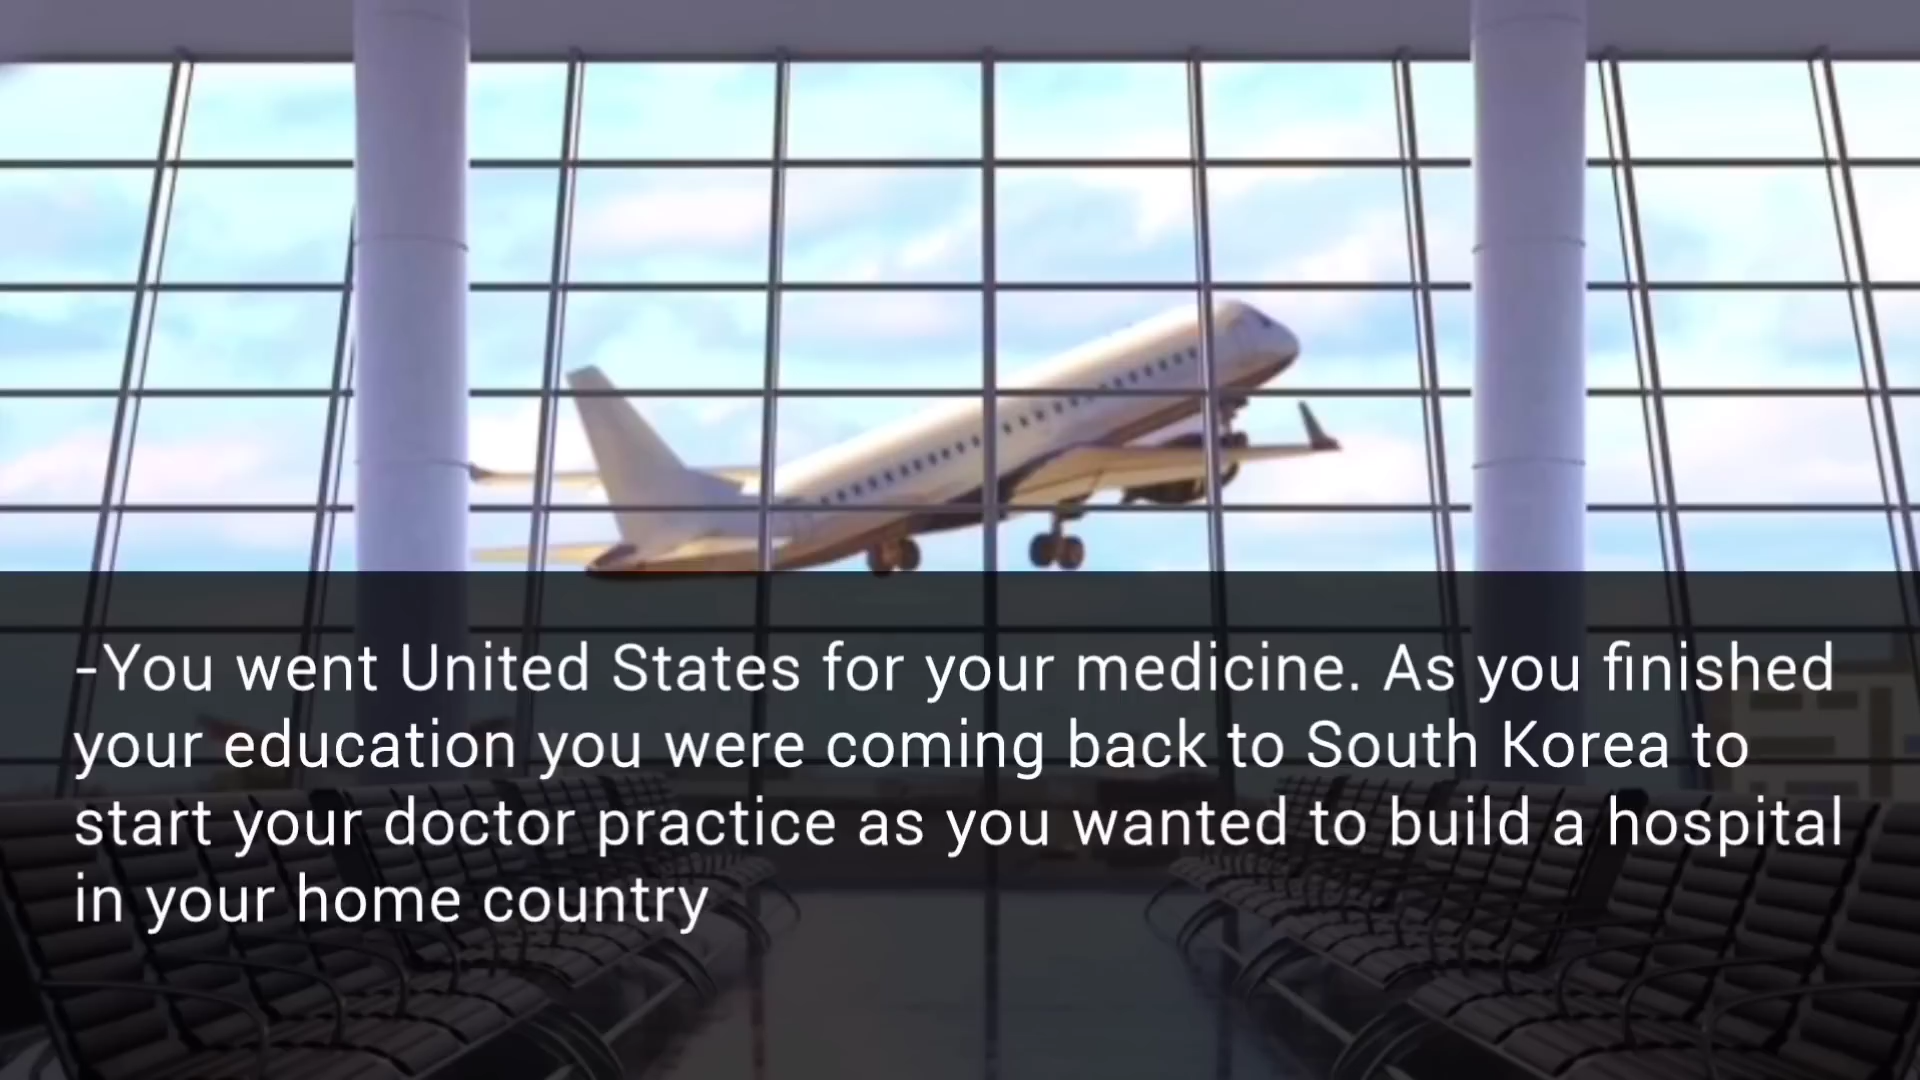 -You went United States for your medicine. As you finished
your education you were coming back to South Korea to
start your doctor practice as you wanted to build a hospital
in your home country